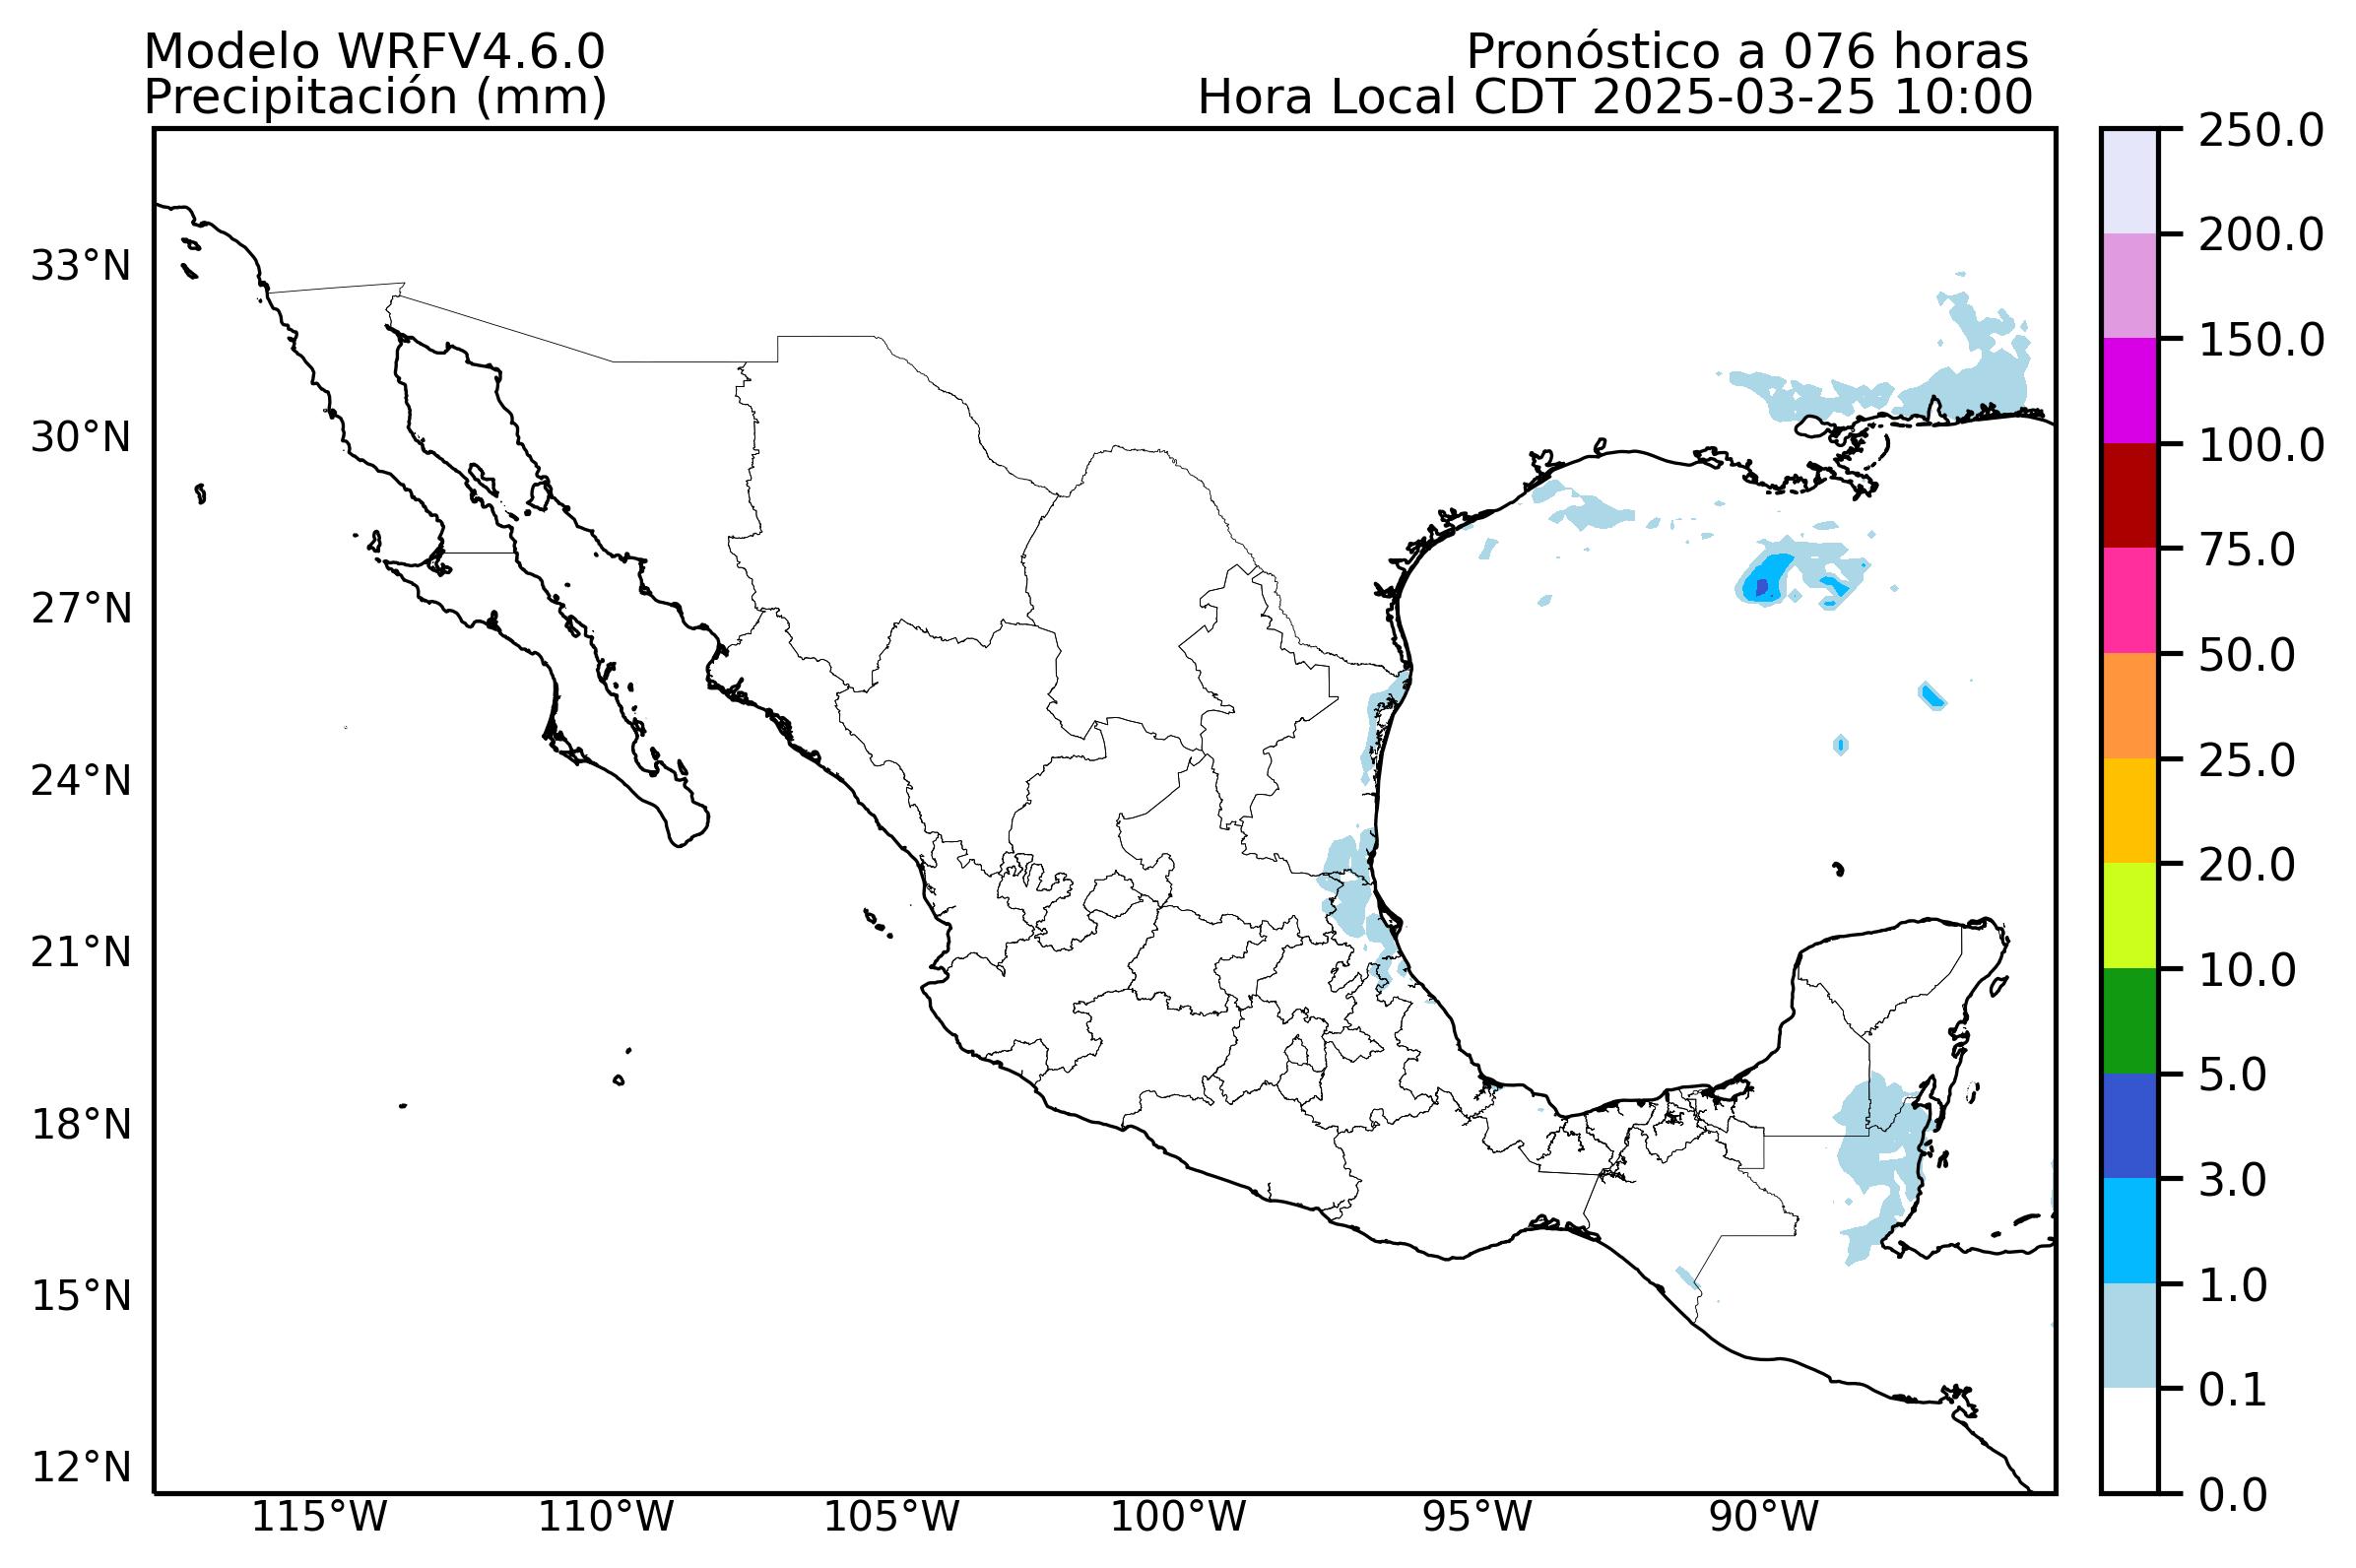 Modelo WRFV4.6.0
Precipitación (mm)
Pronóstico a 076 horas
Hora Local CDT 2025-03-25 10:00
33°N
30°N
27°N
24°N
21°N
18°N
15°N
12°N
115°W
110°W
105°W
100°W
95°W
90°W
250.0
200.0
150.0
100.0
75.0
50.0
25.0
20.0
10.0
5.0
3.0
1.0
0.1
0.0